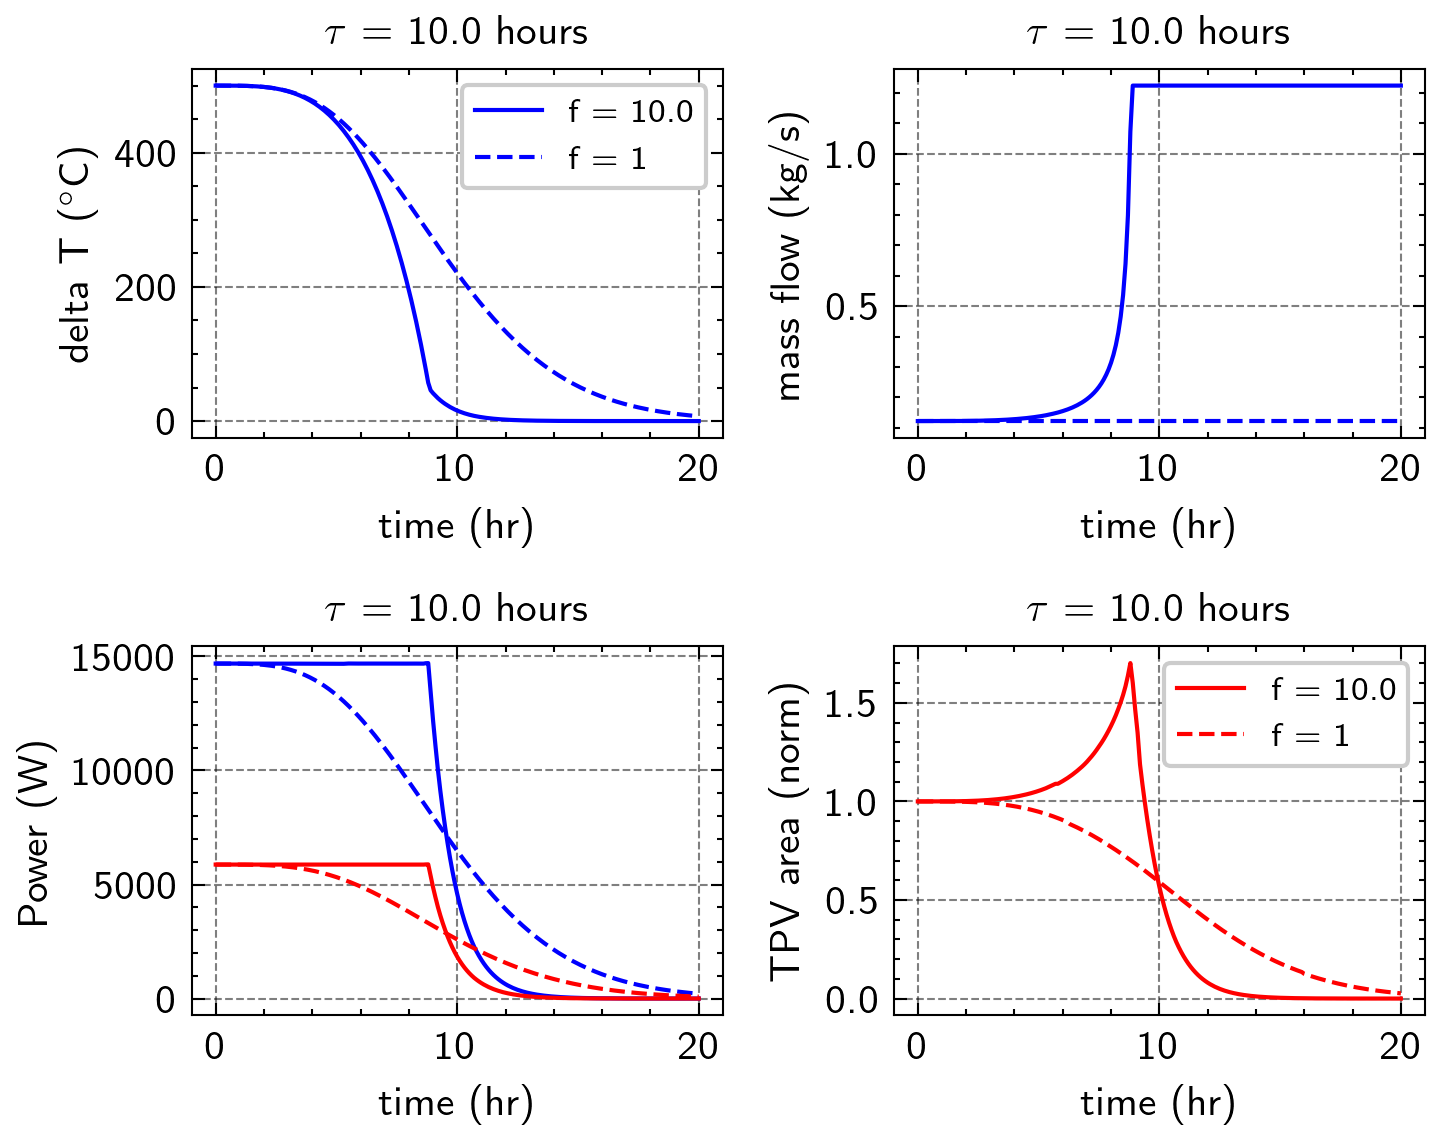 τ = 10.0 hours
delta T (°C)
400
200
0
f = 10.0
f = 1
0 10 20
time (hr)
τ = 10.0 hours
mass flow (kg/s)
1.0
0.5
0 10 20
time (hr)
τ = 10.0 hours
Power (W)
15000
10000
5000
0
0 10 20
time (hr)
τ = 10.0 hours
TPV area (norm)
1.5
1.0
0.5
0.0
f = 10.0
f = 1
0 10 20
time (hr)